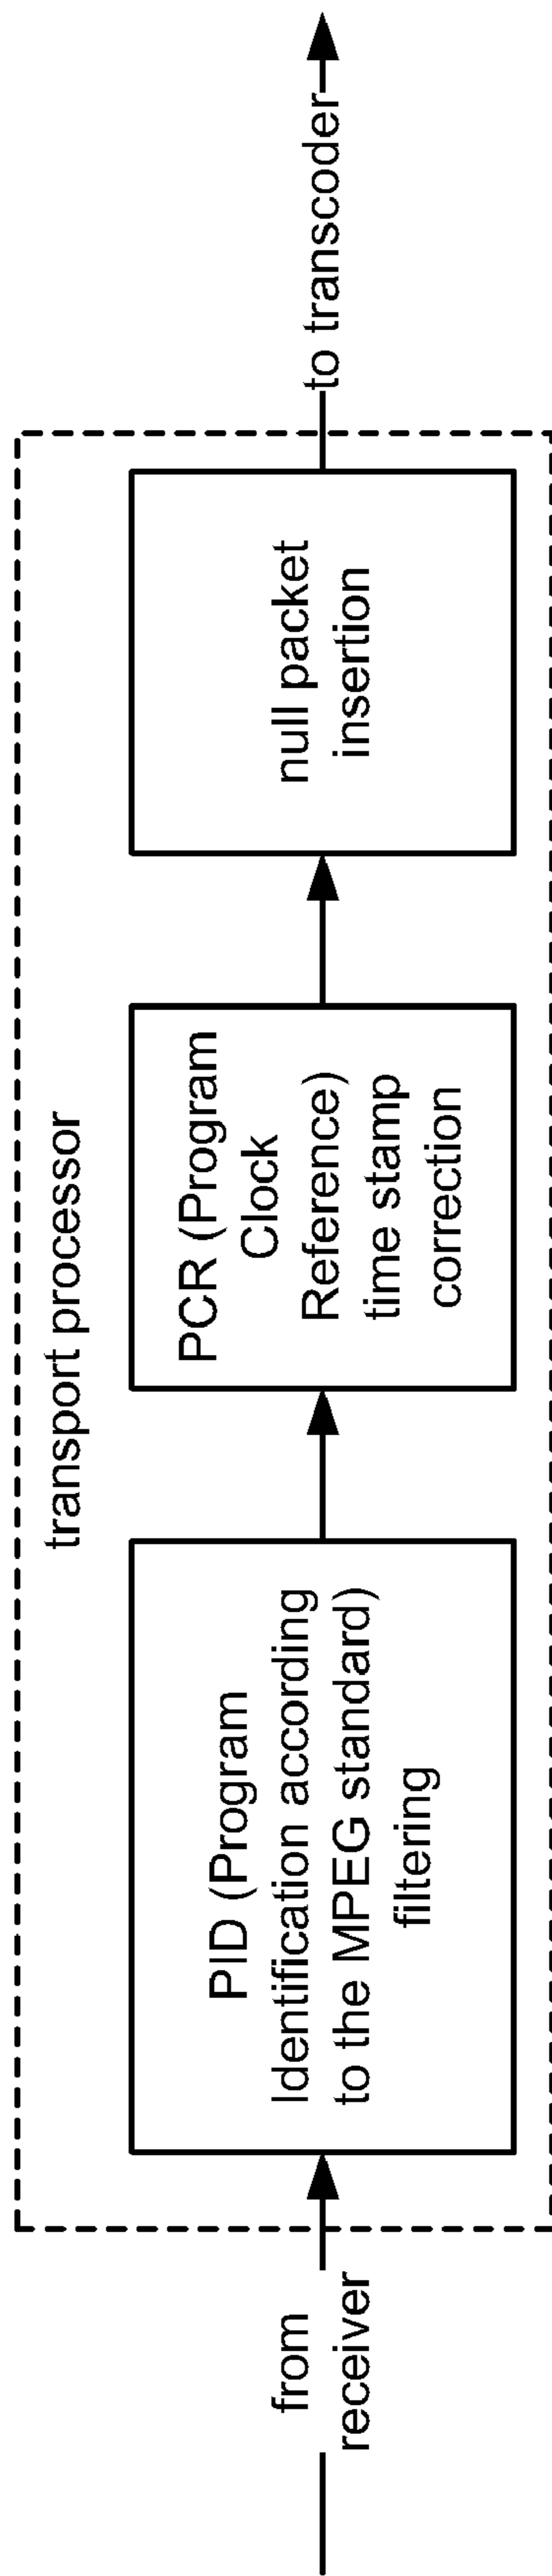 transport processor
from
receiver
PID (Program
Identification according
to the MPEG standard)
filtering
PCR (Program
Clock
Reference)
time stamp
correction
null packet
insertion
to transcoder